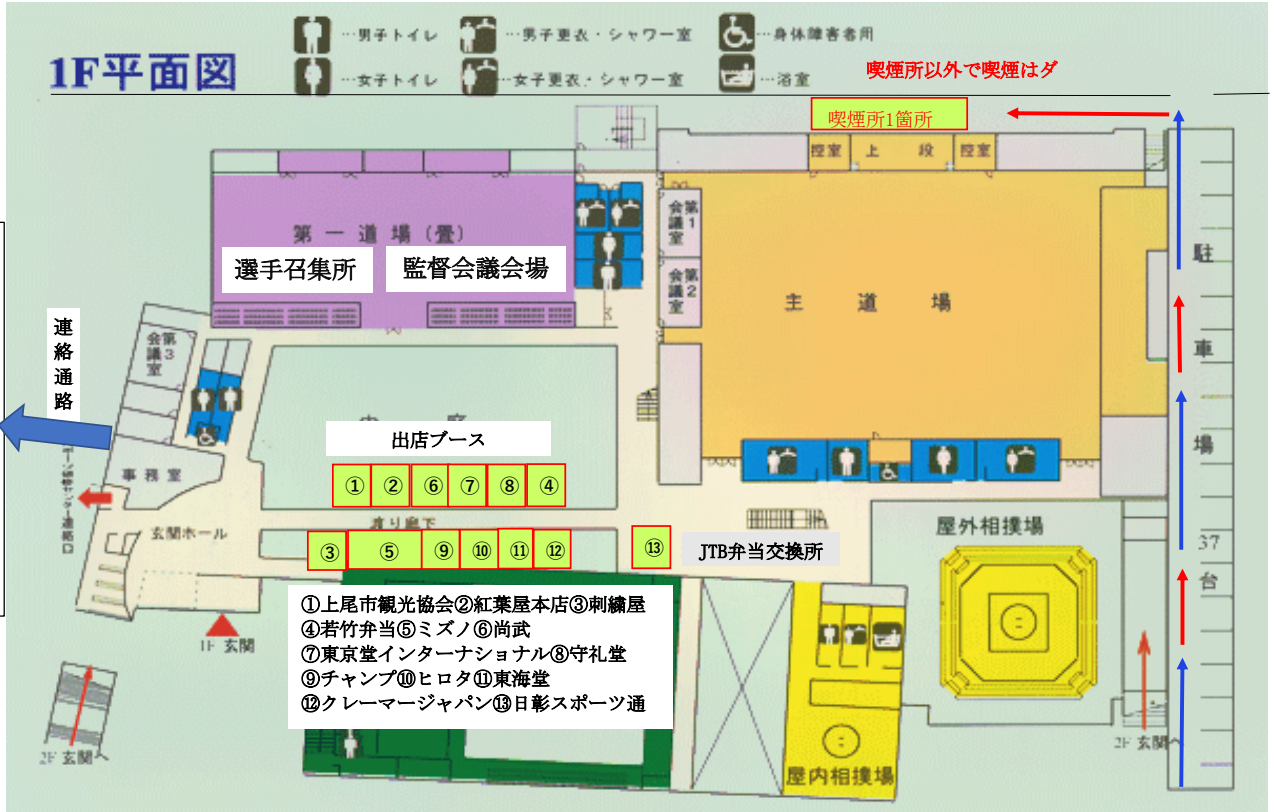 1F平面図
…男子トイレ
…男子更衣・シャワー室
…身体障害者用
…女子トイレ
…女子更衣・シャワー室
…浴室
喫煙所以外で喫煙はダ
喫煙所1箇所
控室
上段
控室
第一道場(畳)
選手召集所
監督会議会場
第1会議室
第2会議室
主道場
駐車場
37台
連絡通路
第3会議室
出店ブース
①
②
⑥
⑦
⑧
④
事務室
玄関ホール
渡り廊下
③
⑤
⑨
⑩
⑪
⑫
⑬
JTB弁当交換所
屋外相撲場
①上尾市観光協会②紅葉屋本店③刺繍屋
④若竹弁当⑤ミズノ⑥尚武
⑦東京堂インターナショナル⑧守礼堂
⑨チャンプ⑩ヒロタ⑪東海堂
⑫クレーマージャパン⑬日彰スポーツ通
1F 玄関
2F 玄関へ
屋内相撲場
2F 玄関へ